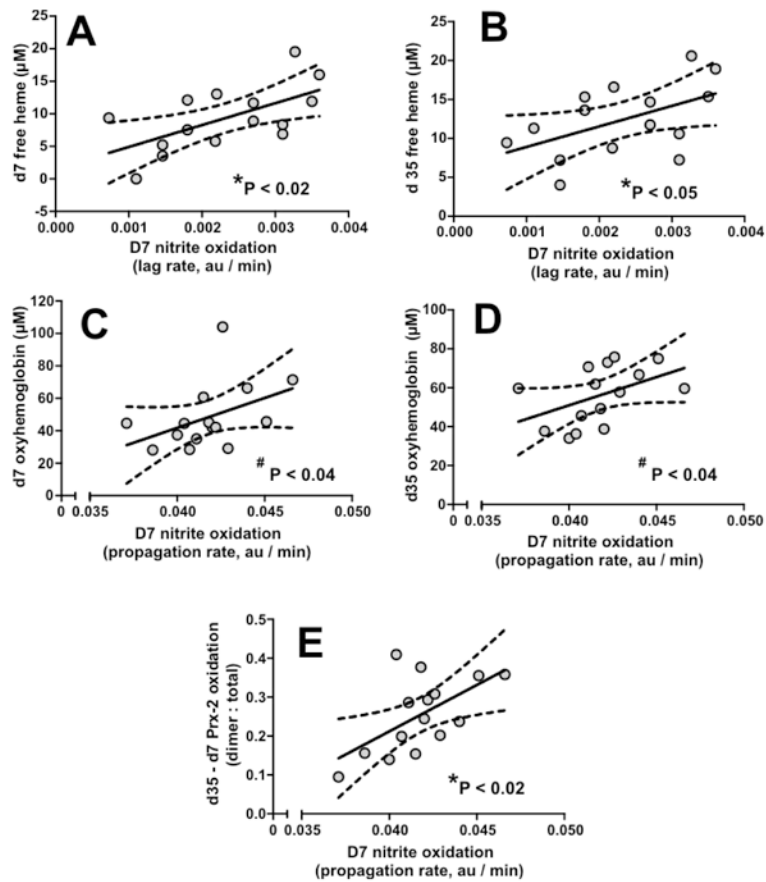 A
d7 free heme (µM)
25
20
15
10
5
0
-5
*P < 0.02
0.000 0.001 0.002 0.003 0.004
D7 nitrite oxidation
(lag rate, au / min)
B
d 35 free heme (µM)
25
20
15
10
5
0
*P < 0.05
0.000 0.001 0.002 0.003 0.004
D7 nitrite oxidation
(lag rate, au / min)
C
d7 oxyhemoglobin (µM)
120
100
80
60
40
20
0
# P < 0.04
0 0.035 0.040 0.045 0.050
D7 nitrite oxidation
(propagation rate, au / min)
D
d35 oxyhemoglobin (µM)
100
80
60
40
20
0
# P < 0.04
0 0.035 0.040 0.045 0.050
D7 nitrite oxidation
(propagation rate, au / min)
E
d35 - d7 Prx-2 oxidation
(dimer : total)
0.5
0.4
0.3
0.2
0.1
0.0
*P < 0.02
0 0.035 0.040 0.045 0.050
D7 nitrite oxidation
(propagation rate, au / min)